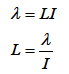 λ = LI
L = λ/I